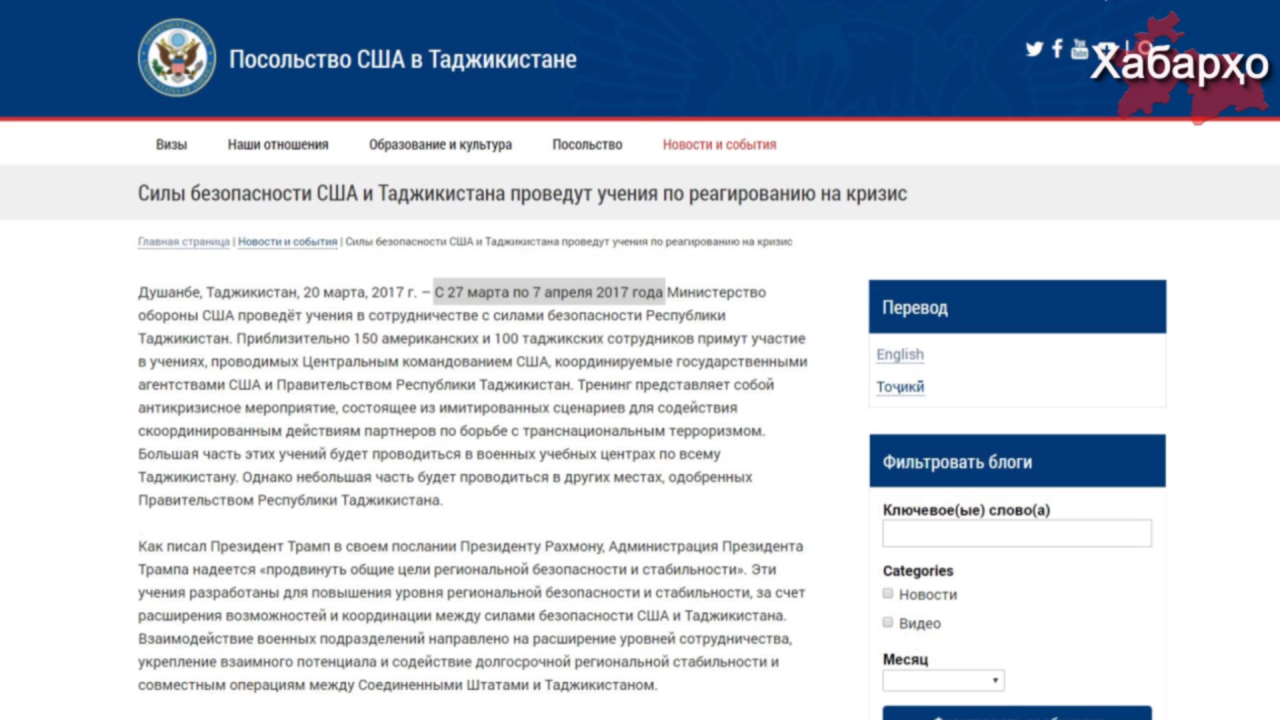 Посольство США в Таджикистане
Хабарҳо
Визы
Наши отношения
Образование и культура
Посольство
Новости и события
Силы безопасности США и Таджикистана проведут учения по реагированию на кризис
Главная страница | Новости и события | Силы безопасности США и Таджикистана проведут учения по реагированию на кризис
Душанбе, Таджикистан, 20 марта, 2017 г. – С 27 марта по 7 апреля 2017 года Министерство
обороны США проведёт учения в сотрудничестве с силами безопасности Республики
Таджикистан. Приблизительно 150 американских и 100 таджикских сотрудников примут участие
в учениях, проводимых Центральным командованием США, координируемые государственными
агентствами США и Правительством Республики Таджикистан. Тренинг представляет собой
антикризисное мероприятие, состоящее из имитированных сценариев для содействия
скоординированным действиям партнеров по борьбе с транснациональным терроризмом.
Большая часть этих учений будет проводиться в военных учебных центрах по всему
Таджикистану. Однако небольшая часть будет проводиться в других местах, одобренных
Правительством Республики Таджикистана.
Как писал Президент Трамп в своем послании Президенту Рахмону, Администрация Президента
Трампа надеется «продвинуть общие цели региональной безопасности и стабильности». Эти
учения разработаны для повышения уровня региональной безопасности и стабильности, за счет
расширения возможностей и координации между силами безопасности США и Таджикистана.
Взаимодействие военных подразделений направлено на расширение уровней сотрудничества,
укрепление взаимного потенциала и содействие долгосрочной региональной стабильности и
совместным операциям между Соединенными Штатами и Таджикистаном.
Перевод
English
Тоҷикӣ
Фильтровать блоги
Ключевое(ые) слово(а)
Categories
Новости
Видео
Месяц